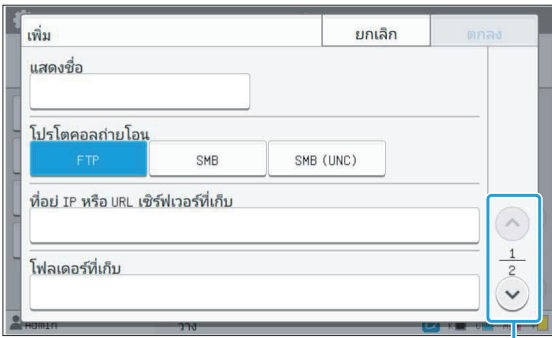 เพิ่ม ยกเลิก ตกลง
แสดงชื่อ
โปรโตคอลถ่ายโอน
FTP SMB SMB (UNC)
ที่อยู่ IP หรือ URL เซิร์ฟเวอร์ที่เก็บ
1
2
โฟลเดอร์ที่เก็บ
Admin ว่าง